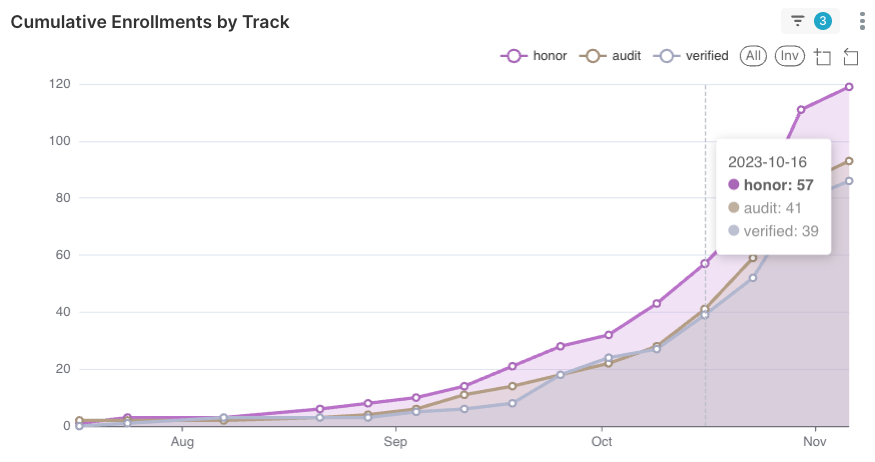 Cumulative Enrollments by Track
3
honor audit verified All Inv
120
100
80
60
40
20
0
2023-10-16
honor: 57
audit: 41
verified: 39
Aug Sep Oct Nov